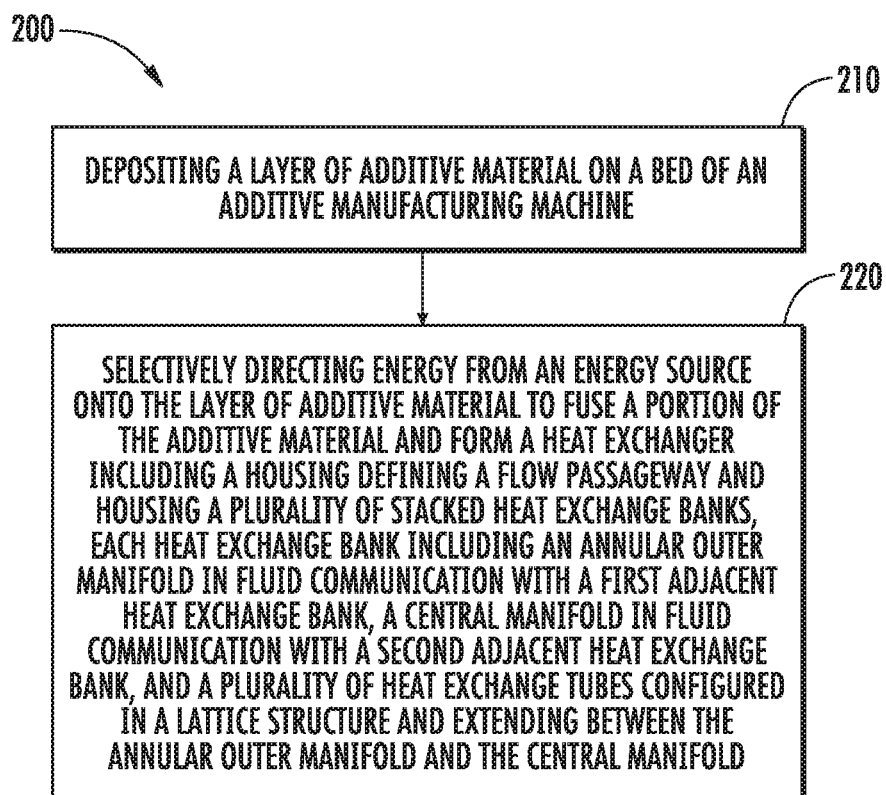 200
210
DEPOSITING A LAYER OF ADDITIVE MATERIAL ON A BED OF AN
ADDITIVE MANUFACTURING MACHINE
220
SELECTIVELY DIRECTING ENERGY FROM AN ENERGY SOURCE
ONTO THE LAYER OF ADDITIVE MATERIAL TO FUSE A PORTION OF
THE ADDITIVE MATERIAL AND FORM A HEAT EXCHANGER
INCLUDING A HOUSING DEFINING A FLOW PASSAGEWAY AND
HOUSING A PLURALITY OF STACKED HEAT EXCHANGE BANKS,
EACH HEAT EXCHANGE BANK INCLUDING AN ANNULAR OUTER
MANIFOLD IN FLUID COMMUNICATION WITH A FIRST ADJACENT
HEAT EXCHANGE BANK, A CENTRAL MANIFOLD IN FLUID
COMMUNICATION WITH A SECOND ADJACENT HEAT EXCHANGE
BANK, AND A PLURALITY OF HEAT EXCHANGE TUBES CONFIGURED
IN A LATTICE STRUCTURE AND EXTENDING BETWEEN THE
ANNULAR OUTER MANIFOLD AND THE CENTRAL MANIFOLD